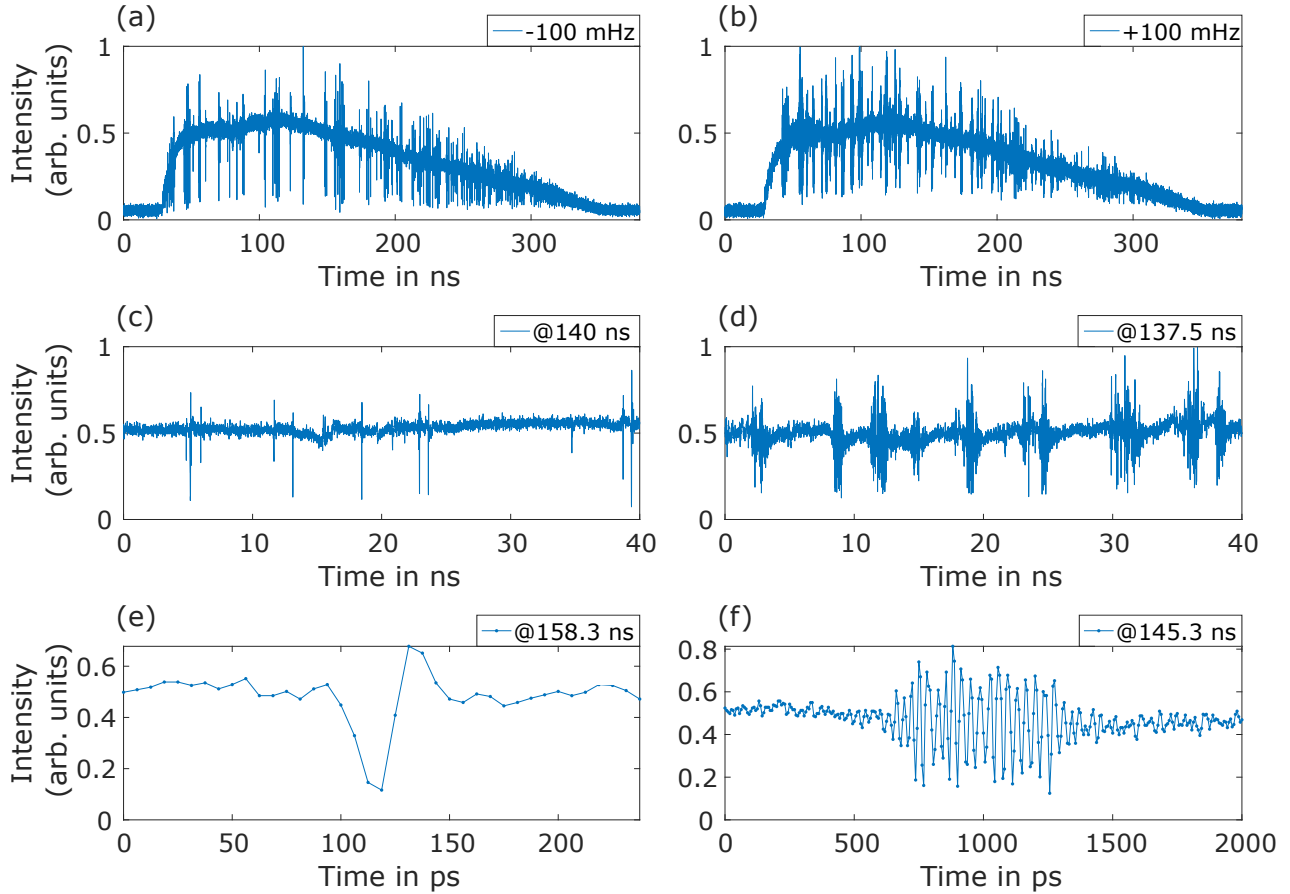 (a)
(b)
-100 mHz
+100 mHz
Intensity
(arb. units)
1
0.5
0
0 100 200 300
Time in ns
1
0.5
0
0 100 200 300
Time in ns
(c)
(d)
@140 ns
@137.5 ns
Intensity
(arb. units)
1
0.5
0
0 10 20 30 40
Time in ns
1
0.5
0
0 10 20 30 40
Time in ns
(e)
(f)
@158.3 ns
@145.3 ns
Intensity
(arb. units)
0.6
0.4
0.2
0
0 50 100 150 200
Time in ps
0.8
0.6
0.4
0.2
0
0 500 1000 1500 2000
Time in ps